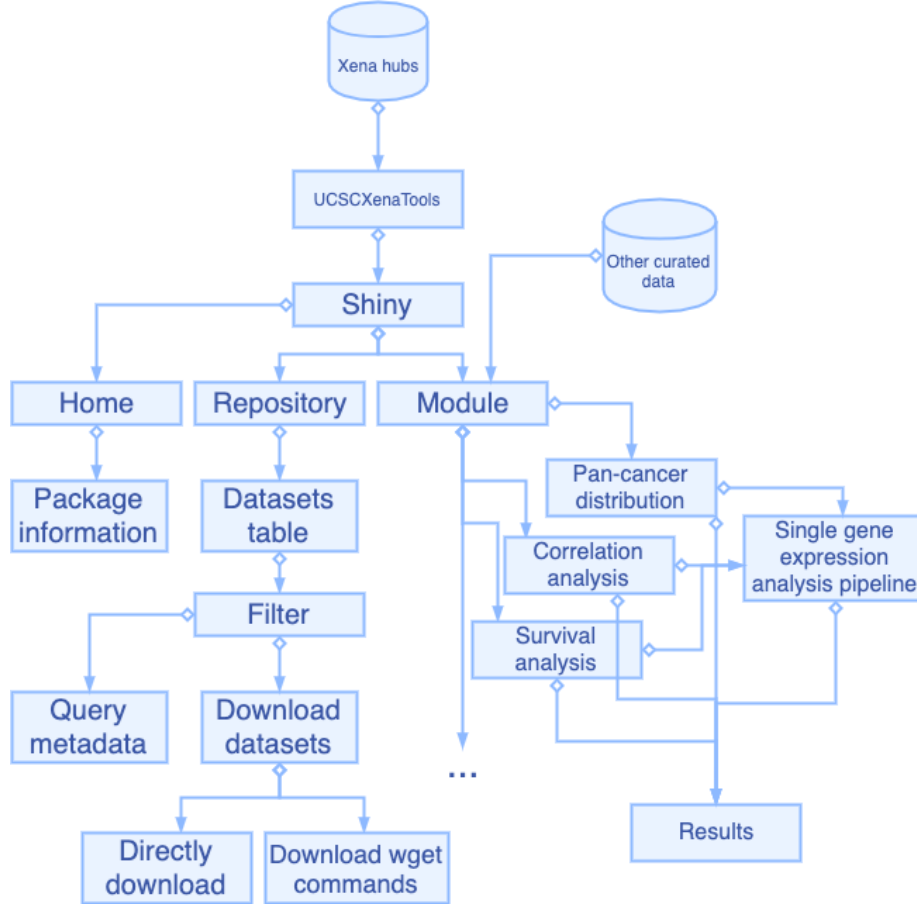 Xena hubs
UCSCXenaTools
Other curated
data
Shiny
Home
Repository
Module
Package
information
Datasets
table
Pan-cancer
distribution
Single gene
expression
analysis pipeline
Correlation
analysis
Filter
Survival
analysis
Query
metadata
Download
datasets
...
Results
Directly
download
Download wget
commands